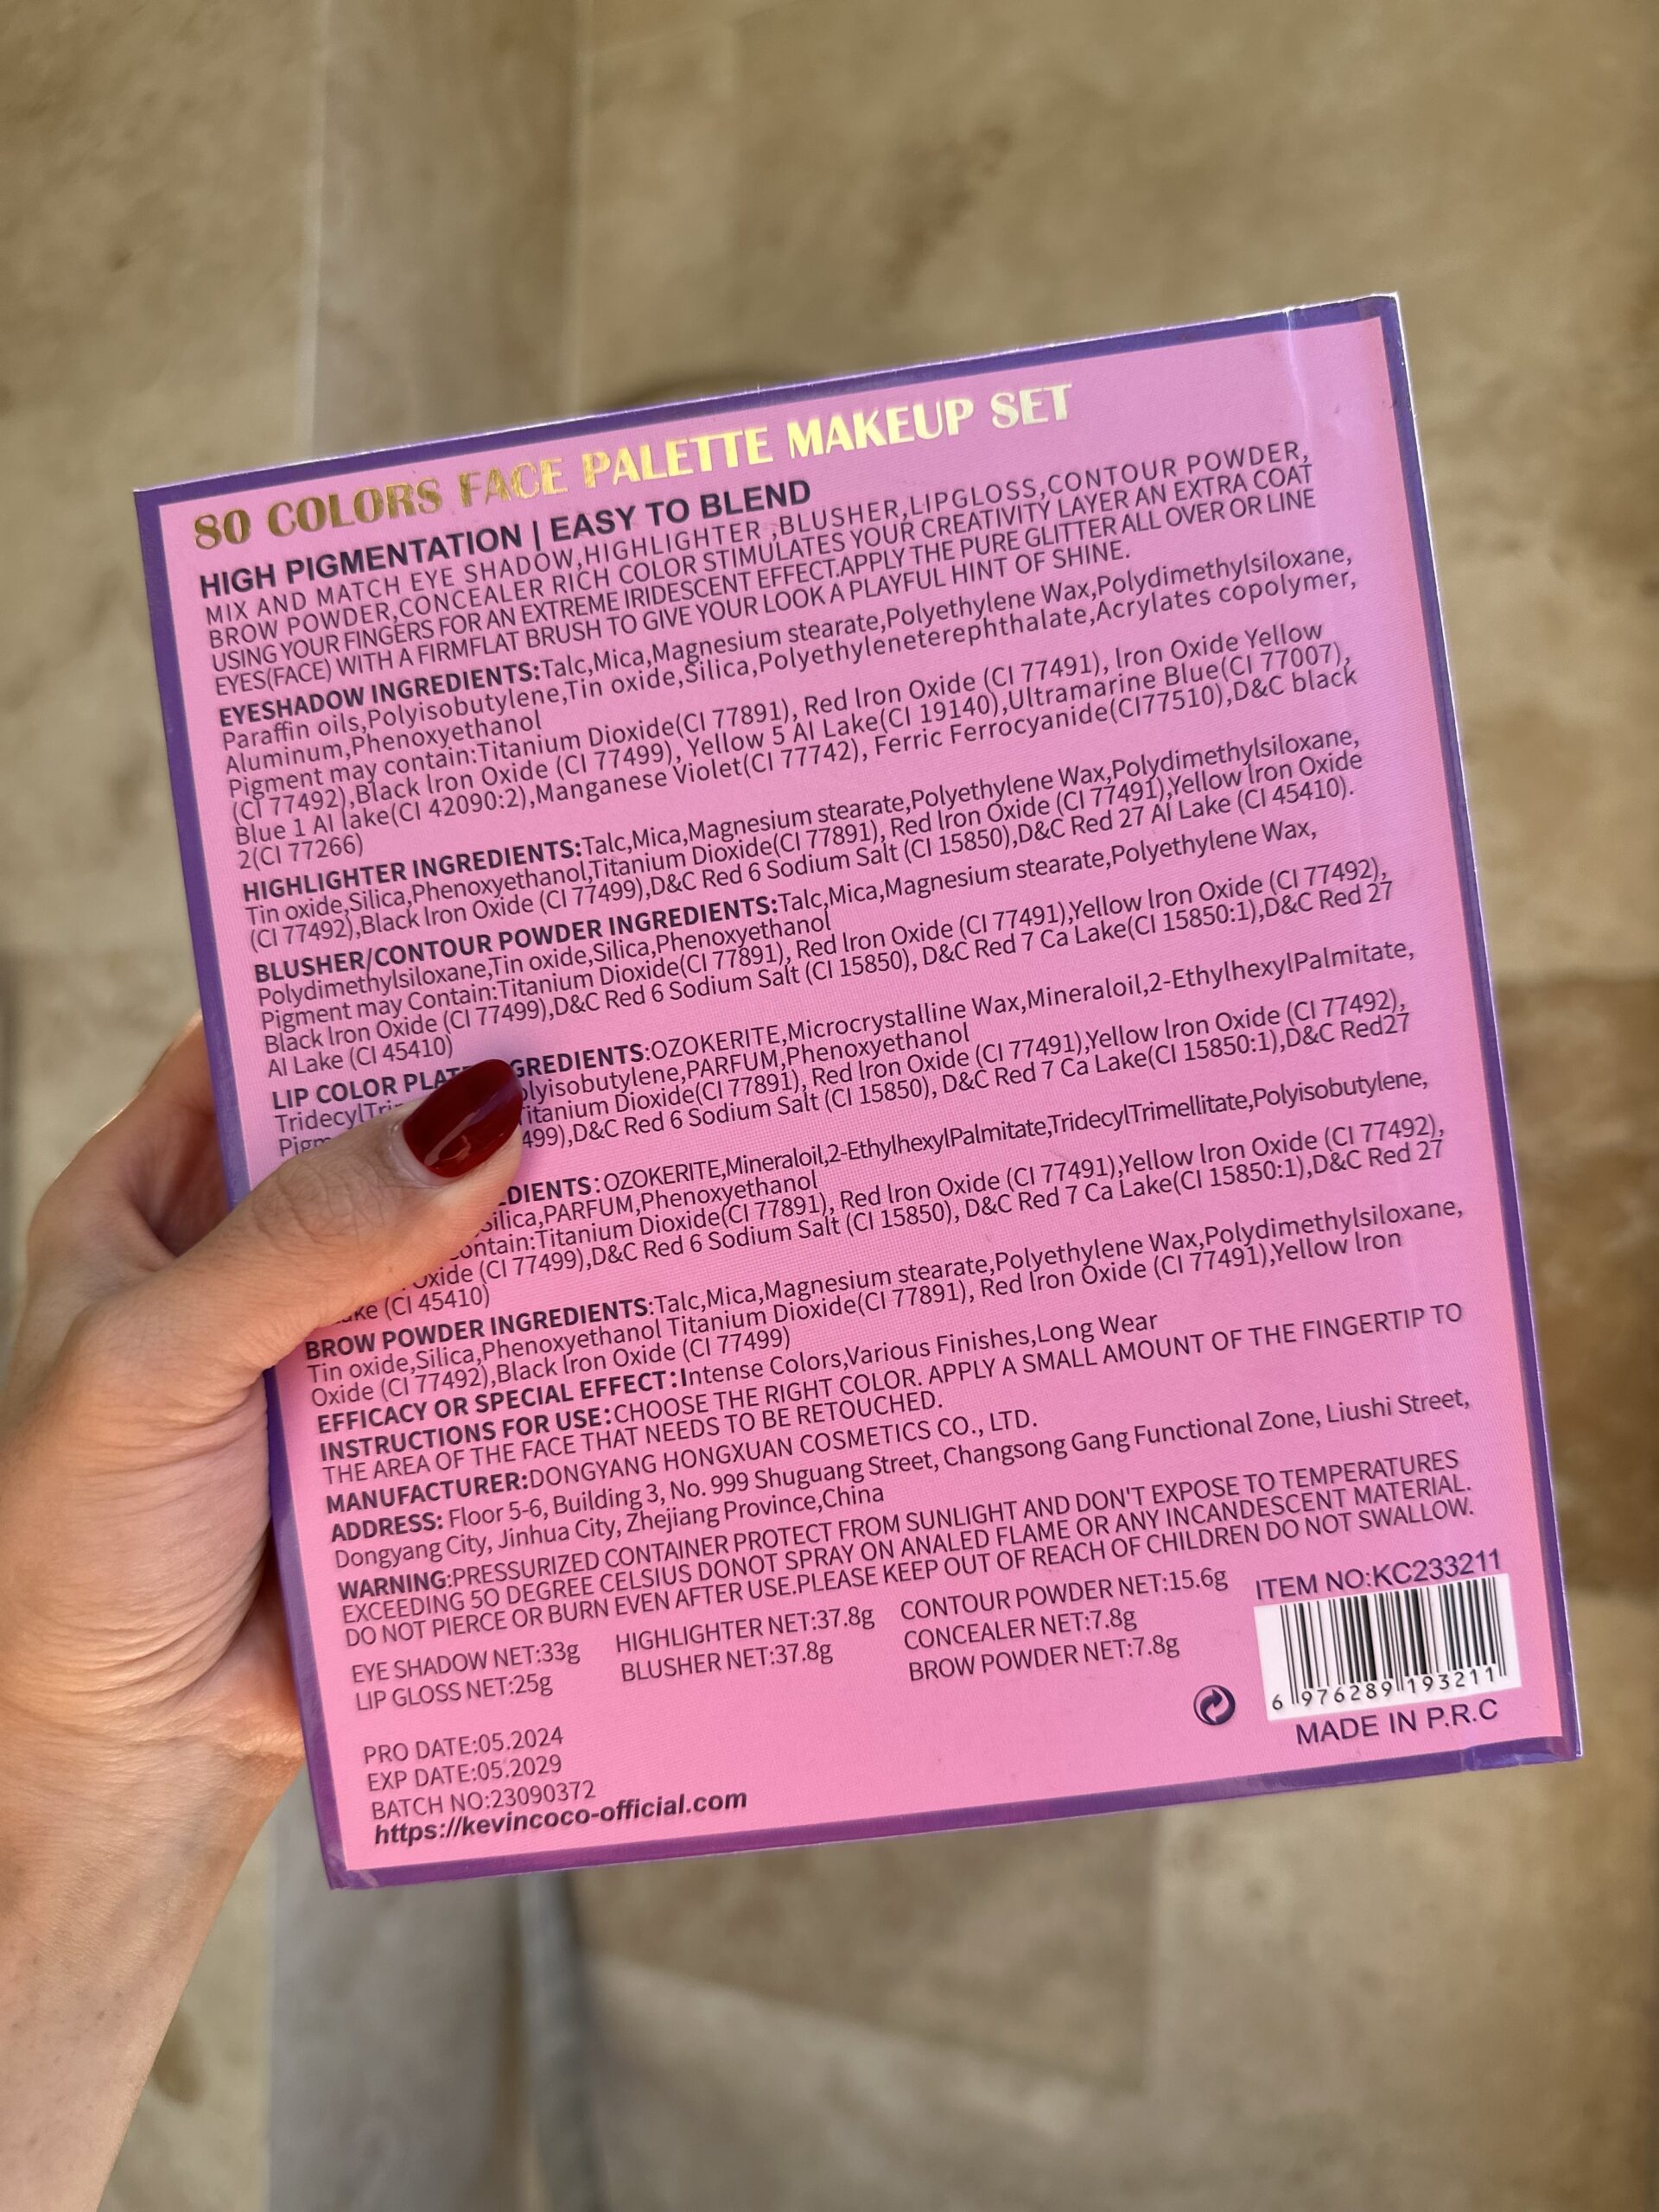 80 COLORS FACE PALETTE MAKEUP SET
HIGH PIGMENTATION | EASY TO BLEND
MIX AND MATCH EYE SHADOW,HIGHLIGHTER ,BLUSHER,LIPGLOSS,CONTOUR POWDER,
BROW POWDER,CONCEALER RICH COLOR STIMULATES YOUR CREATIVITY LAYER AN EXTRA COAT
USING YOUR FINGERS FOR AN EXTREME IRIDESCENT EFFECT.APPLY THE PURE GLITTER ALL OVER OR LINE
EYES(FACE) WITH A FIRMFLAT BRUSH TO GIVE YOUR LOOK A PLAYFUL HINT OF SHINE.
EYESHADOW INGREDIENTS:Talc,Mica,Magnesium stearate,Polyethylene Wax,Polydimethylsiloxane,
Paraffin oils,Polyisobutylene,Tin oxide,Silica,Polyethyleneterephthalate,Acrylates copolymer,
Aluminum,Phenoxyethanol
Pigment may contain:Titanium Dioxide(CI 77891), Red Iron Oxide (CI 77491), Iron Oxide Yellow
(CI 77492),Black Iron Oxide (CI 77499), Yellow 5 Al Lake(CI 19140),Ultramarine Blue(CI 77007),
Blue 1 Al lake(CI 42090:2),Manganese Violet(CI 77742), Ferric Ferrocyanide(CI77510),D&C black
2(CI 77266)
HIGHLIGHTER INGREDIENTS:Talc,Mica,Magnesium stearate,Polyethylene Wax,Polydimethylsiloxane,
Tin oxide,Silica,Phenoxyethanol,Titanium Dioxide(CI 77891), Red Iron Oxide (CI 77491),Yellow Iron Oxide
(CI 77492),Black Iron Oxide (CI 77499),D&C Red 6 Sodium Salt (CI 15850),D&C Red 27 Al Lake (CI 45410).
BLUSHER/CONTOUR POWDER INGREDIENTS:Talc,Mica,Magnesium stearate,Polyethylene Wax,
Polydimethylsiloxane,Tin oxide,Silica,Phenoxyethanol
Pigment may Contain:Titanium Dioxide(CI 77891), Red Iron Oxide (CI 77491),Yellow Iron Oxide (CI 77492),
Black Iron Oxide (CI 77499),D&C Red 6 Sodium Salt (CI 15850), D&C Red 7 Ca Lake(CI 15850:1),D&C Red 27
Al Lake (CI 45410)
LIP COLOR GREDIENTS:OZOKERITE,Microcrystalline Wax,Mineraloil,2-EthylhexylPalmitate,
olyisobutylene,PARFUM,Phenoxyethanol
itanium Dioxide(CI 77891), Red Iron Oxide (CI 77491),Yellow Iron Oxide (CI 77492),
499),D&C Red 6 Sodium Salt (CI 15850), D&C Red 7 Ca Lake(CI 15850:1),D&C Red27
EDIENTS:OZOKERITE,Mineraloil,2-EthylhexylPalmitate,TridecylTrimellitate,Polyisobutylene,
Silica,PARFUM,Phenoxyethanol
ontain:Titanium Dioxide(CI 77891), Red Iron Oxide (CI 77491),Yellow Iron Oxide (CI 77492),
Oxide (CI 77499),D&C Red 6 Sodium Salt (CI 15850), D&C Red 7 Ca Lake(CI 15850:1),D&C Red 27
ake (CI 45410)
BROW POWDER INGREDIENTS:Talc,Mica,Magnesium stearate,Polyethylene Wax,Polydimethylsiloxane,
Tin oxide,Silica,Phenoxyethanol Titanium Dioxide(CI 77891), Red Iron Oxide (CI 77491),Yellow Iron
Oxide (CI 77492),Black Iron Oxide (CI 77499)
EFFICACY OR SPECIAL EFFECT:Intense Colors,Various Finishes,Long Wear
INSTRUCTIONS FOR USE:CHOOSE THE RIGHT COLOR. APPLY A SMALL AMOUNT OF THE FINGERTIP TO
THE AREA OF THE FACE THAT NEEDS TO BE RETOUCHED.
MANUFACTURER:DONGYANG HONGXUAN COSMETICS CO., LTD.
ADDRESS: Floor 5-6, Building 3, No. 999 Shuguang Street, Changsong Gang Functional Zone, Liushi Street,
Dongyang City, Jinhua City, Zhejiang Province,China
WARNING:PRESSURIZED CONTAINER PROTECT FROM SUNLIGHT AND DON'T EXPOSE TO TEMPERATURES
EXCEEDING 50 DEGREE CELSIUS DONOT SPRAY ON ANALED FLAME OR ANY INCANDESCENT MATERIAL.
DO NOT PIERCE OR BURN EVEN AFTER USE.PLEASE KEEP OUT OF REACH OF CHILDREN DO NOT SWALLOW.
EYE SHADOW NET:33g HIGHLIGHTER NET:37.8g CONTOUR POWDER NET:15.6g
LIP GLOSS NET:25g BLUSHER NET:37.8g CONCEALER NET:7.8g
BROW POWDER NET:7.8g
ITEM NO:KC233211
6 976289 193211
MADE IN P.R.C
PRO DATE:05.2024
EXP DATE:05.2029
BATCH NO:23090372
https://kevincoco-official.com